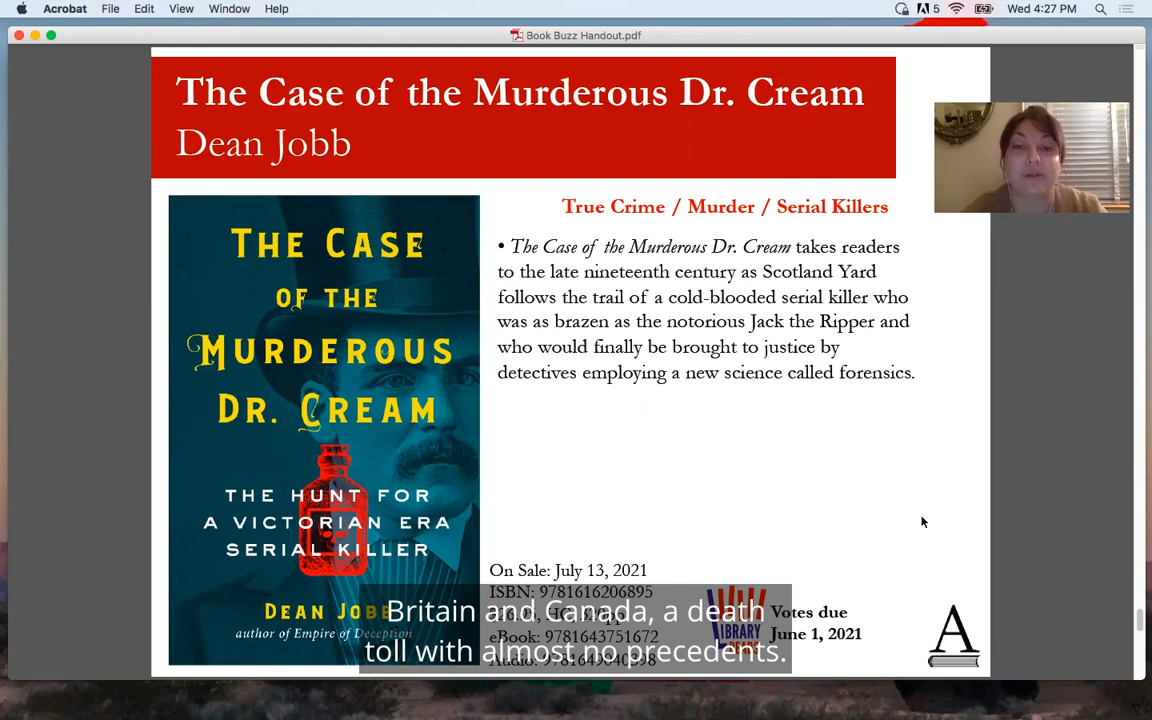 Acrobat File Edit View Window Help
5
Wed 4:27 PM
Book Buzz Handout.pdf
The Case of the Murderous Dr. Cream
Dean Jobb
THE CASE
OF THE
MURDEROUS
DR. CREAM
THE HUNT FOR
A VICTORIAN ERA
SERIAL KILLER
DEAN JOBB
author of Empire of Deception
True Crime / Murder / Serial Killers
• The Case of the Murderous Dr. Cream takes readers
to the late nineteenth century as Scotland Yard
follows the trail of a cold-blooded serial killer who
was as brazen as the notorious Jack the Ripper and
who would finally be brought to justice by
detectives employing a new science called forensics.
On Sale: July 13, 2021
ISBN: 9781616206895
eBook: 9781643751672
Audio: 9781649040398
LIBRARY
READS
Votes due
June 1, 2021
A
Britain and Canada, a death
toll with almost no precedents.